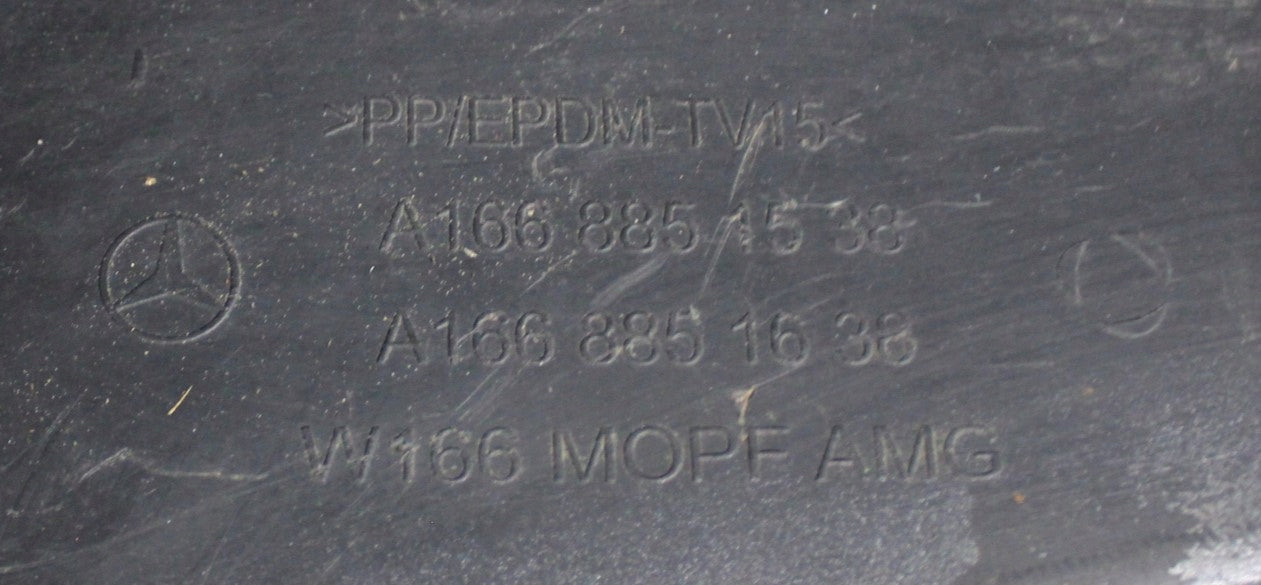 >PP/EPDM-TV15<
A166 885 15 38
A166 885 16 38
W166 MOPF AMG